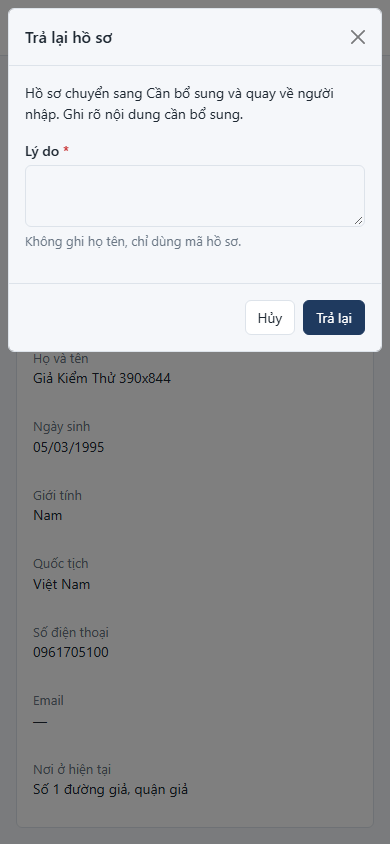 Trả lại hồ sơ
Hồ sơ chuyển sang Cần bổ sung và quay về người
nhập. Ghi rõ nội dung cần bổ sung.
Lý do *
Không ghi họ tên, chỉ dùng mã hồ sơ.
Hủy
Trả lại
Họ và tên
Giả Kiểm Thử 390x844
Ngày sinh
05/03/1995
Giới tính
Nam
Quốc tịch
Việt Nam
Số điện thoại
0961705100
Email
—
Nơi ở hiện tại
Số 1 đường giả, quận giả